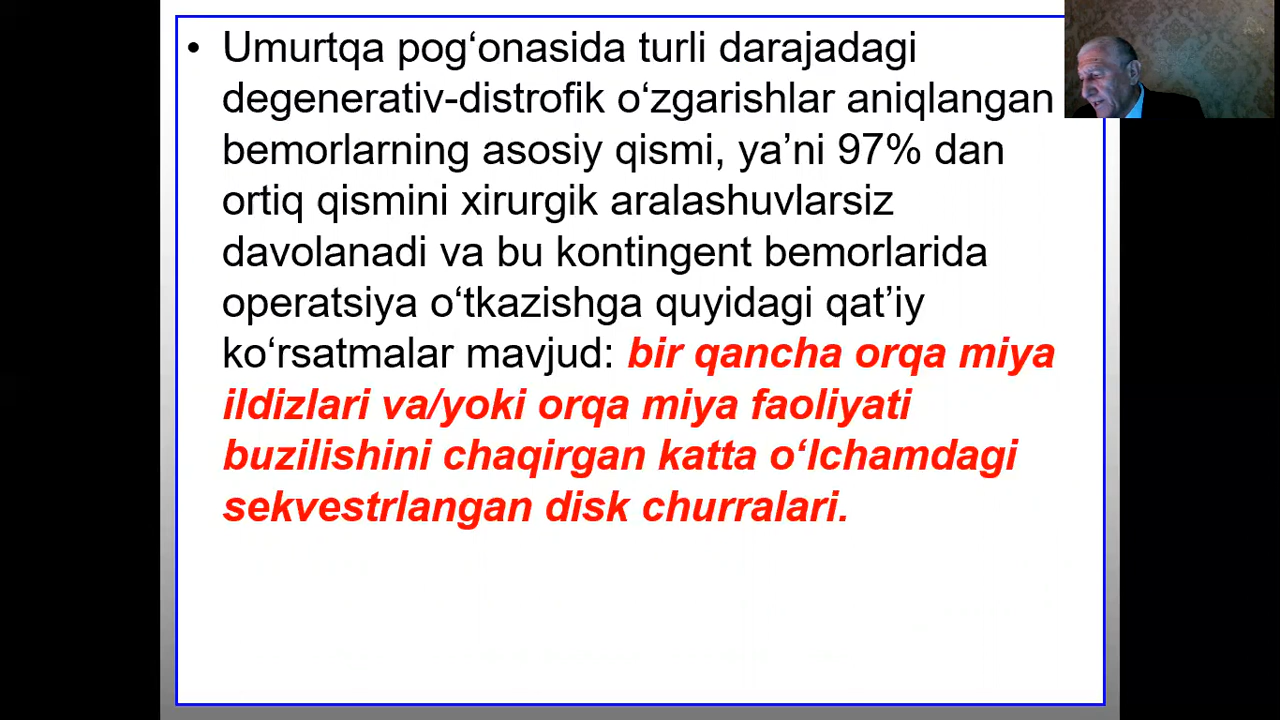 • Umurtqa pog‘onasida turli darajadagi
degenerativ-distrofik o‘zgarishlar aniqlangan
bemorlarning asosiy qismi, ya’ni 97% dan
ortiq qismini xirurgik aralashuvlarsiz
davolanadi va bu kontingent bemorlarida
operatsiya o‘tkazishga quyidagi qat’iy
ko‘rsatmalar mavjud: bir qancha orqa miya
ildizlari va/yoki orqa miya faoliyati
buzilishini chaqirgan katta o‘lchamdagi
sekvestrlangan disk churralari.